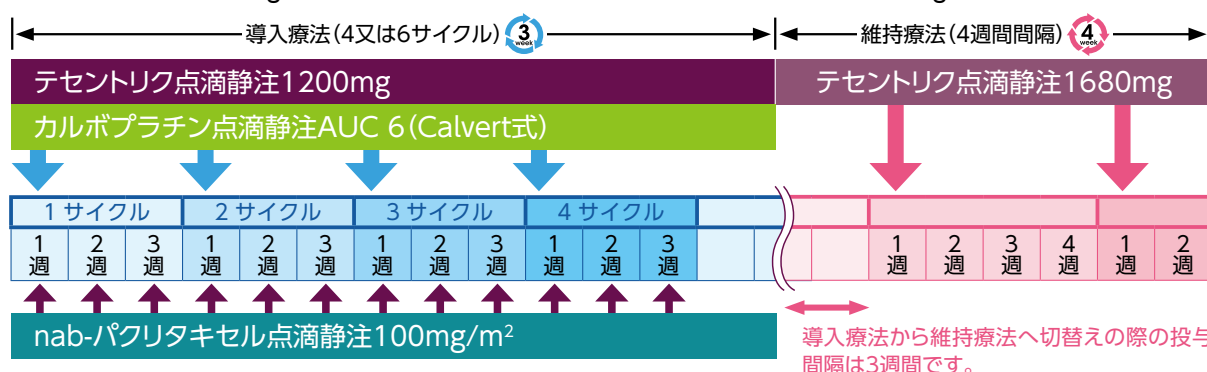 導入療法(4又は6サイクル) 3 week
維持療法(4週間間隔) 4 week
テセントリク点滴静注1200mg
テセントリク点滴静注1680mg
カルボプラチン点滴静注AUC 6(Calvert式)
1 サイクル 2 サイクル 3 サイクル 4 サイクル
1週 2週 3週 1週 2週 3週 1週 2週 3週 1週 2週 3週 1週 2週 3週 4週 1週 2週
nab-パクリタキセル点滴静注100mg/m²
導入療法から維持療法へ切替えの際の投与
間隔は3週間です。